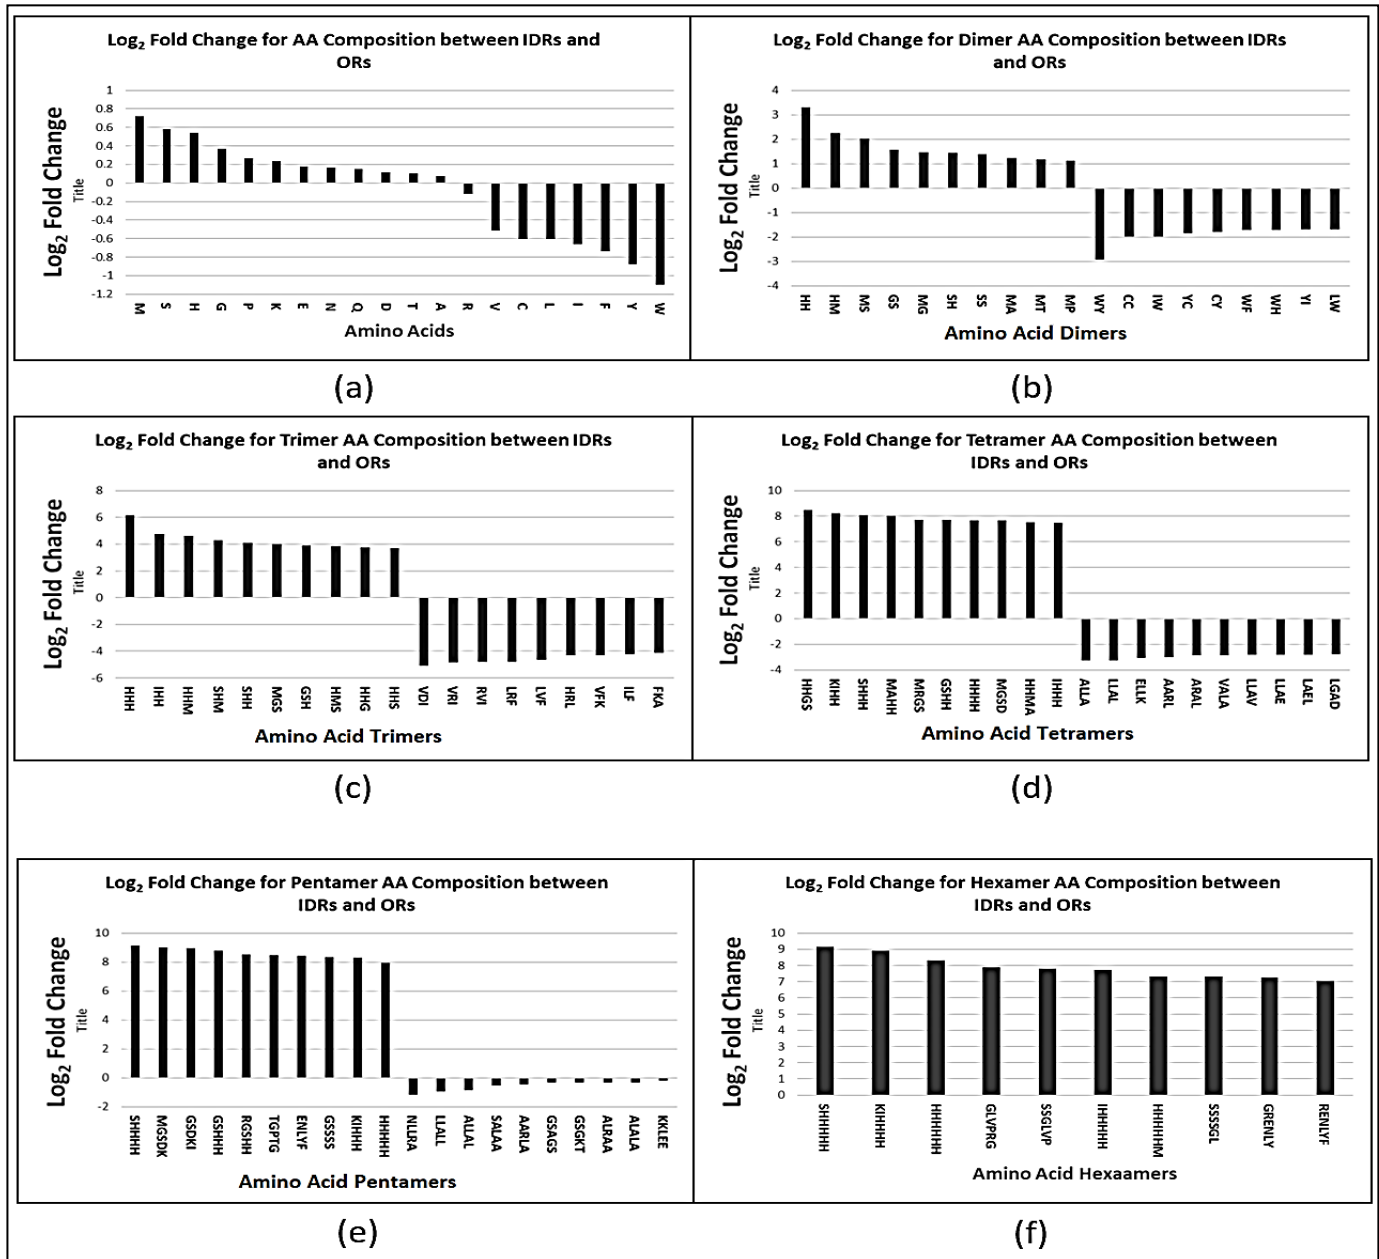 Log₂ Fold Change for AA Composition between IDRs and
ORs
Log₂ Fold Change
Title
1
0.8
0.6
0.4
0.2
0
-0.2
-0.4
-0.6
-0.8
-1
-1.2
M S H G P K E N Q D T A R V C L I F Y W
Amino Acids
(a)
Log₂ Fold Change for Dimer AA Composition between IDRs
and ORs
Log₂ Fold Change
Title
4
3
2
1
0
-1
-2
-3
-4
HH HM MS GS MG SH SS MA MT MP WY CC IW YC CY WF WH YI LW
Amino Acid Dimers
(b)
Log₂ Fold Change for Trimer AA Composition between IDRs
and ORs
Log₂ Fold Change
Title
8
6
4
2
0
-2
-4
-6
HHH IHH HHM SHM SHH MGS GSH HMS HHG HHS VDI VRI RVI LRF LVF HRL VFK ILF FKA
Amino Acid Trimers
(c)
Log₂ Fold Change for Tetramer AA Composition between
IDRs and ORs
Log₂ Fold Change
Title
10
8
6
4
2
0
-2
-4
HHGS KIHH SHHH MAHH MRGS GSHH HHHH MGSD HHMA IHHH ALLA LLAL ELLK AARL ARAL VALA LLAV LLAE LAEL LGAD
Amino Acid Tetramers
(d)
Log₂ Fold Change for Pentamer AA Composition between
IDRs and ORs
Log₂ Fold Change
Title
10
8
6
4
2
0
-2
SHHHH MGSDK GSDKI GSHHH RGSHH TGPTG ENLYF GSSSS KIHHH HHHHH NLLRA LLALL ALLAL SALAA AARLA GSAGS GSGKT ALRAA ALALA KKLEE
Amino Acid Pentamers
(e)
Log₂ Fold Change for Hexamer AA Composition between
IDRs and ORs
Log₂ Fold Change
Title
10
9
8
7
6
5
4
3
2
1
0
SHHHHH KIHHHH HHHHHH GLVPRG SSGLVP IHHHHH HHHHHM SSSSGL GRENLY RENLYF
Amino Acid Hexaamers
(f)